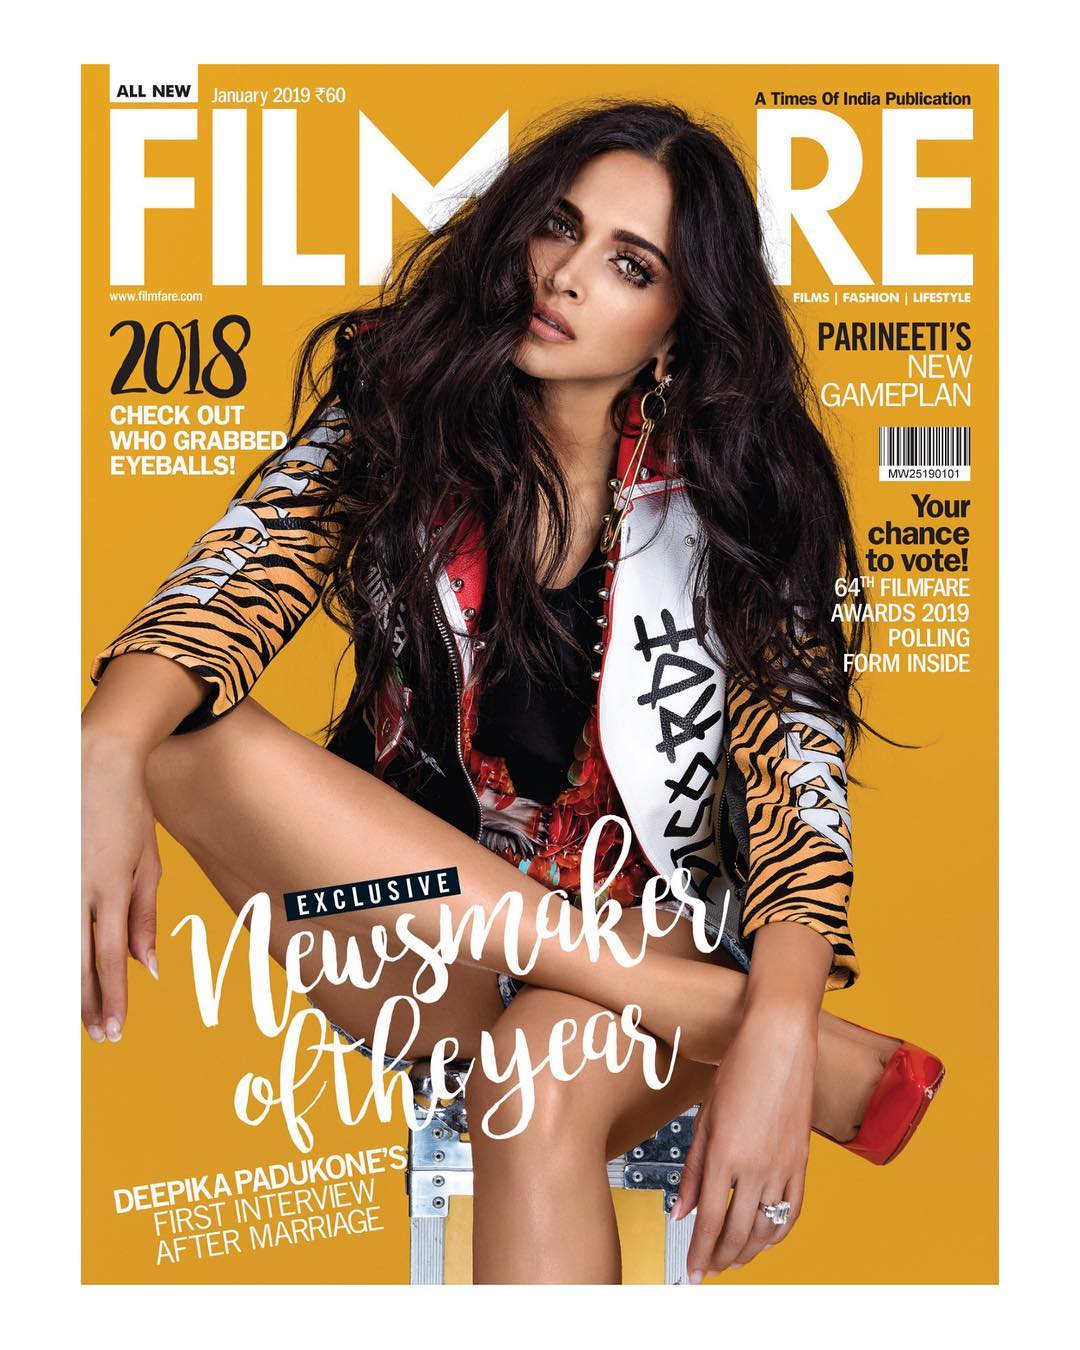 ALL NEW
January 2019 ₹60
A Times Of India Publication
FILMFARE
www.filmfare.com
FILMS | FASHION | LIFESTYLE
2018
CHECK OUT
WHO GRABBED
EYEBALLS!
PARINEETI'S
NEW
GAMEPLAN
MW25190101
Your
chance
to vote!
64TH FILMFARE
AWARDS 2019
POLLING
FORM INSIDE
EXCLUSIVE
Newsmaker
of the year
DEEPIKA PADUKONE'S
FIRST INTERVIEW
AFTER MARRIAGE